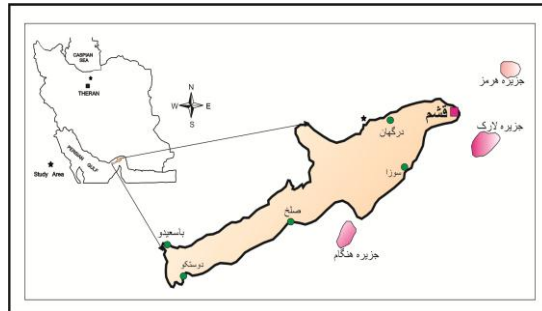 CASPIAN
SEA
THERAN
PERSIAN GULF
Study Area
N
W E
S
جزیره هرمز
قشم
جزیره لارک
درگهان
سوزا
صلخ
جزیره هنگام
باسعیدو
دوستکو